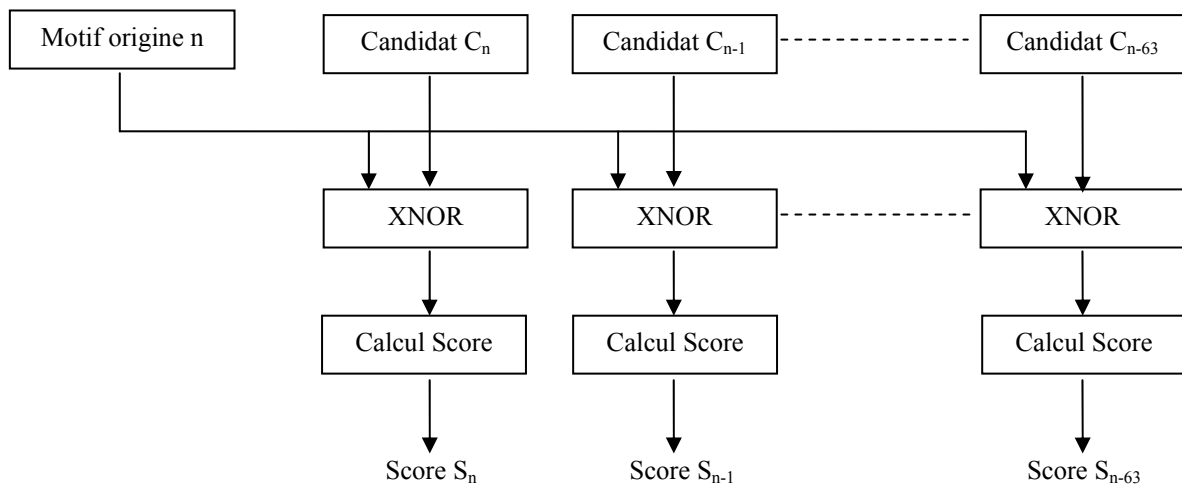 Motif origine n
Candidat Cn
Candidat Cn-1
Candidat Cn-63
XNOR
XNOR
XNOR
Calcul Score
Calcul Score
Calcul Score
Score Sn
Score Sn-1
Score Sn-63